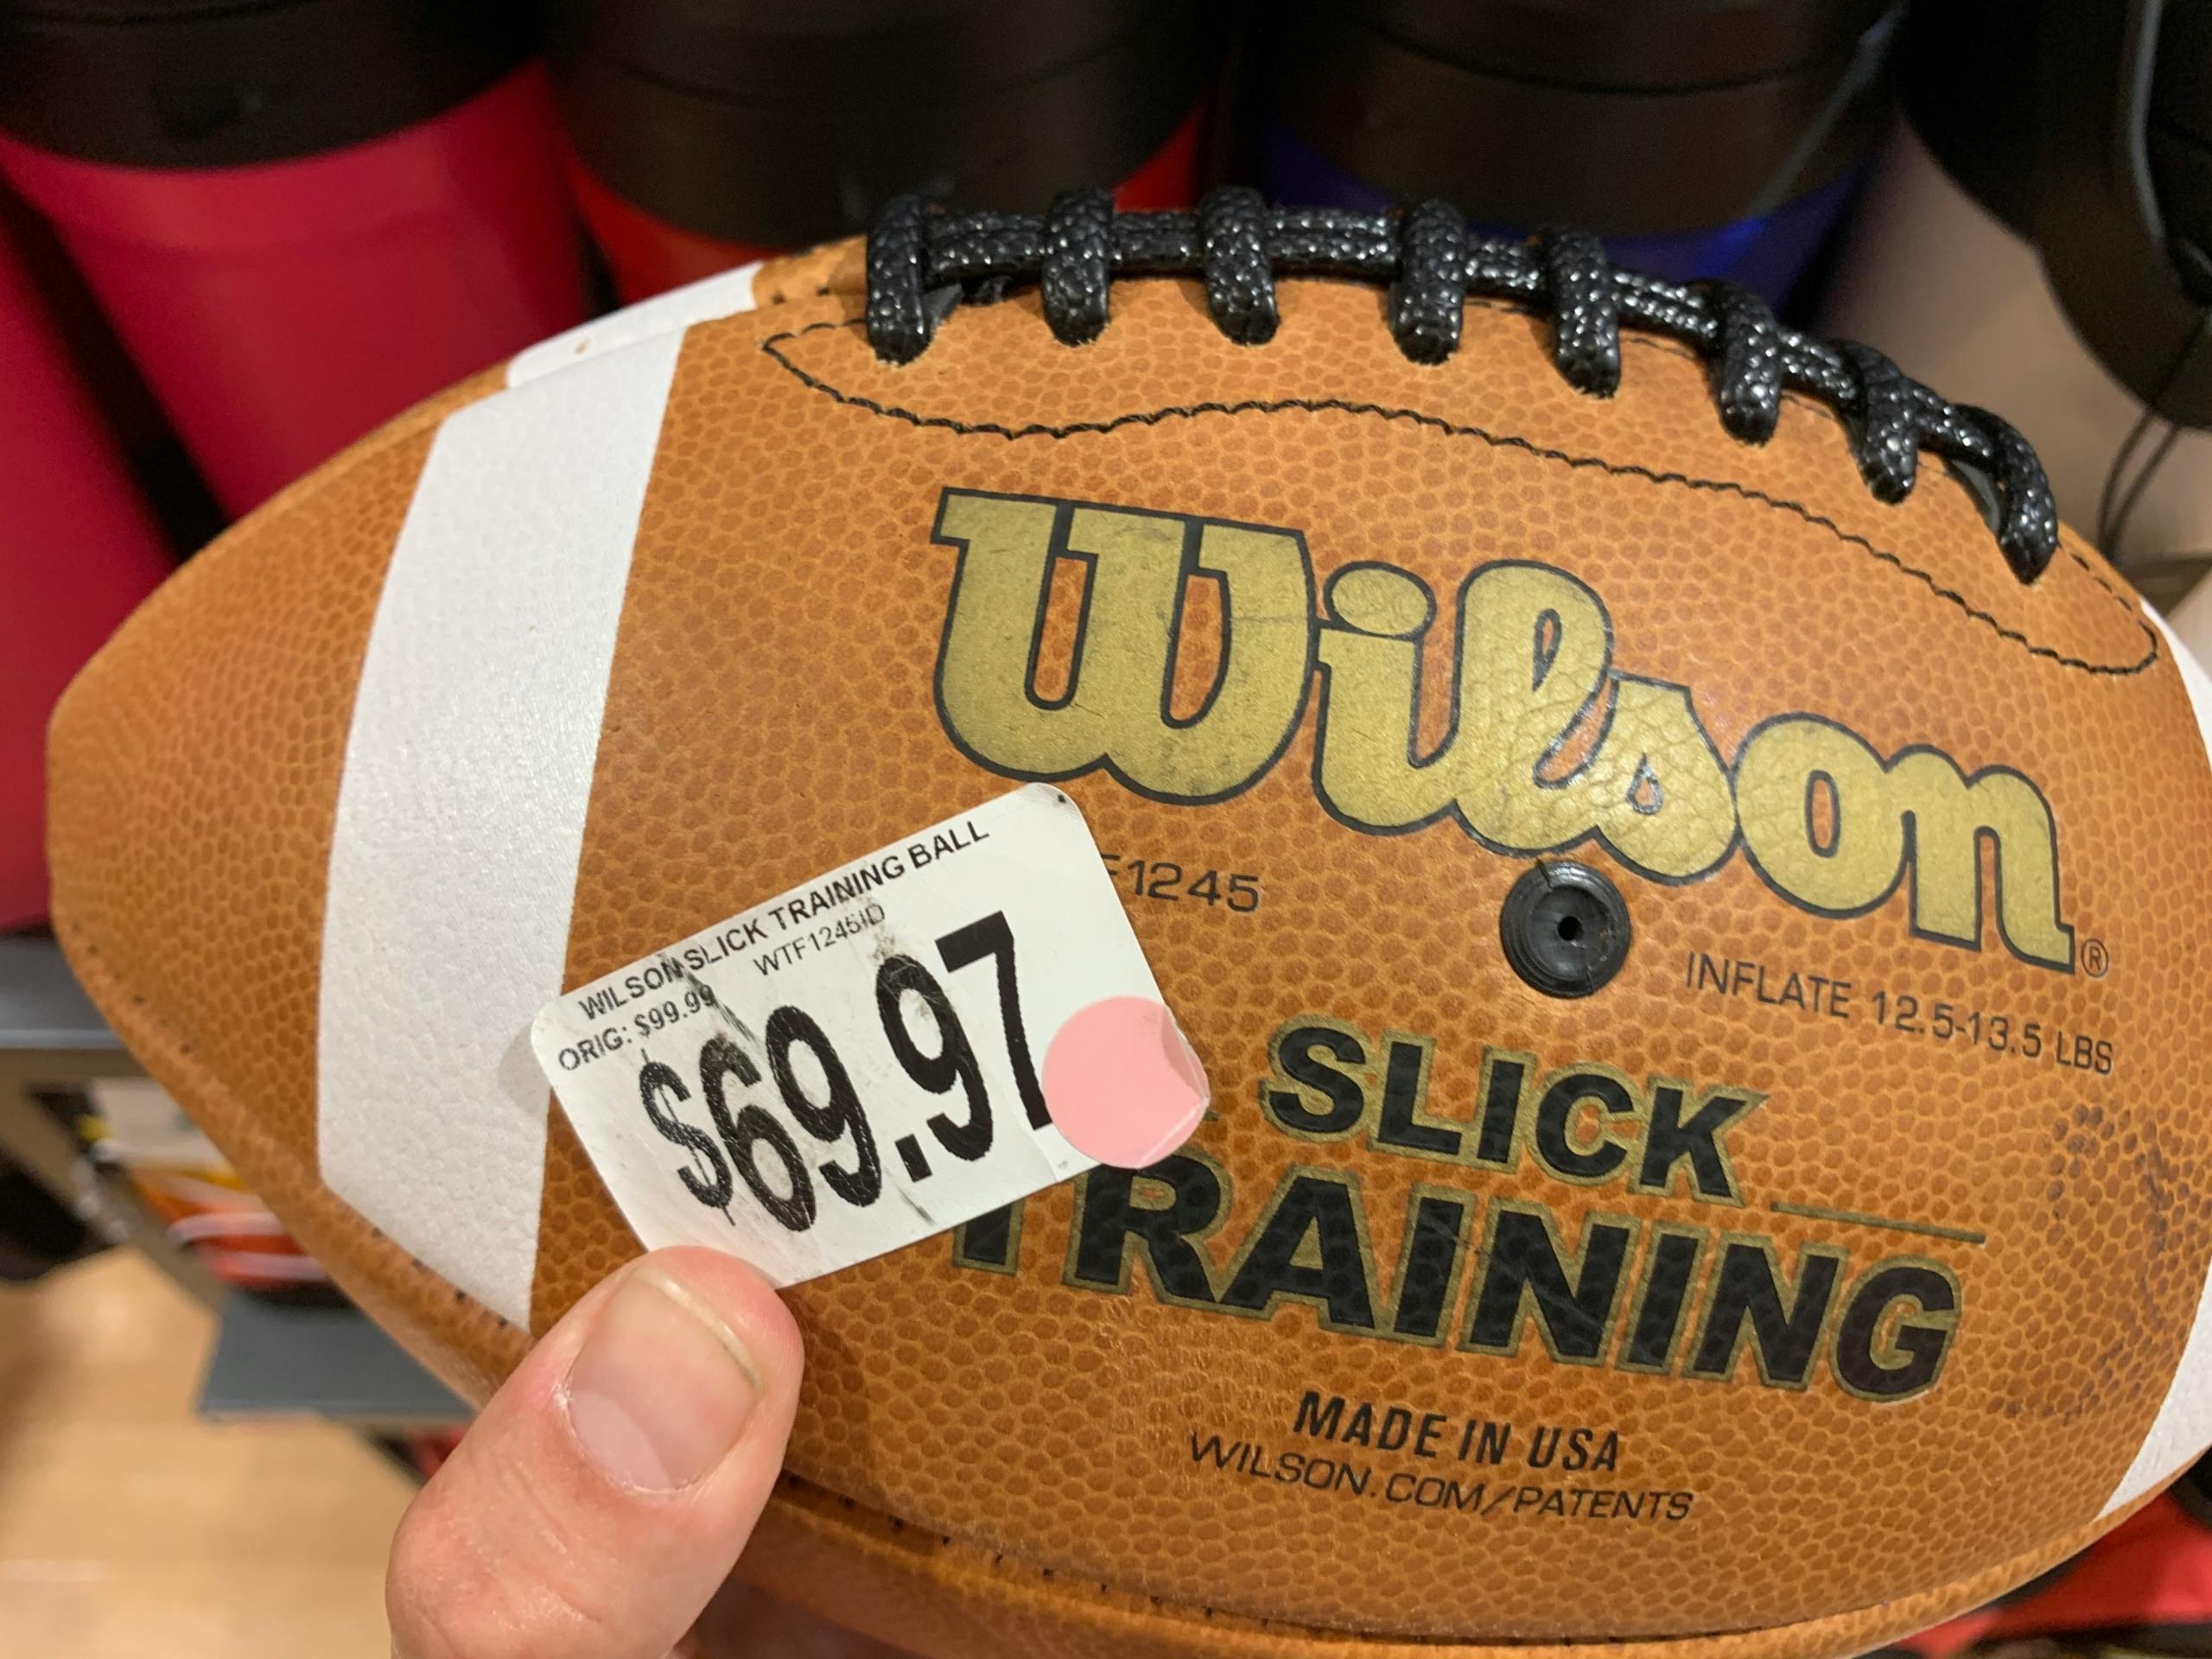 Wilson®
F1245
INFLATE 12.5-13.5 LBS
SLICK
TRAINING
MADE IN USA
WILSON.COM/PATENTS
WILSON SLICK TRAINING BALL
WTF1245ID
ORIG: $99.99
$69.97